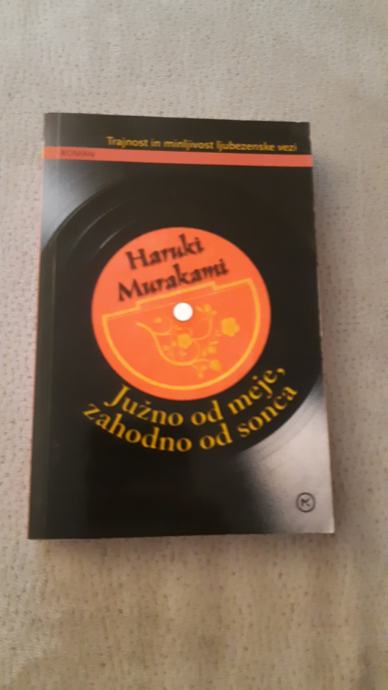 Trajnost in minljivost ljubezenske vezi
ROMAN
Haruki
Murakami
Južno od meje,
zahodno od sonca